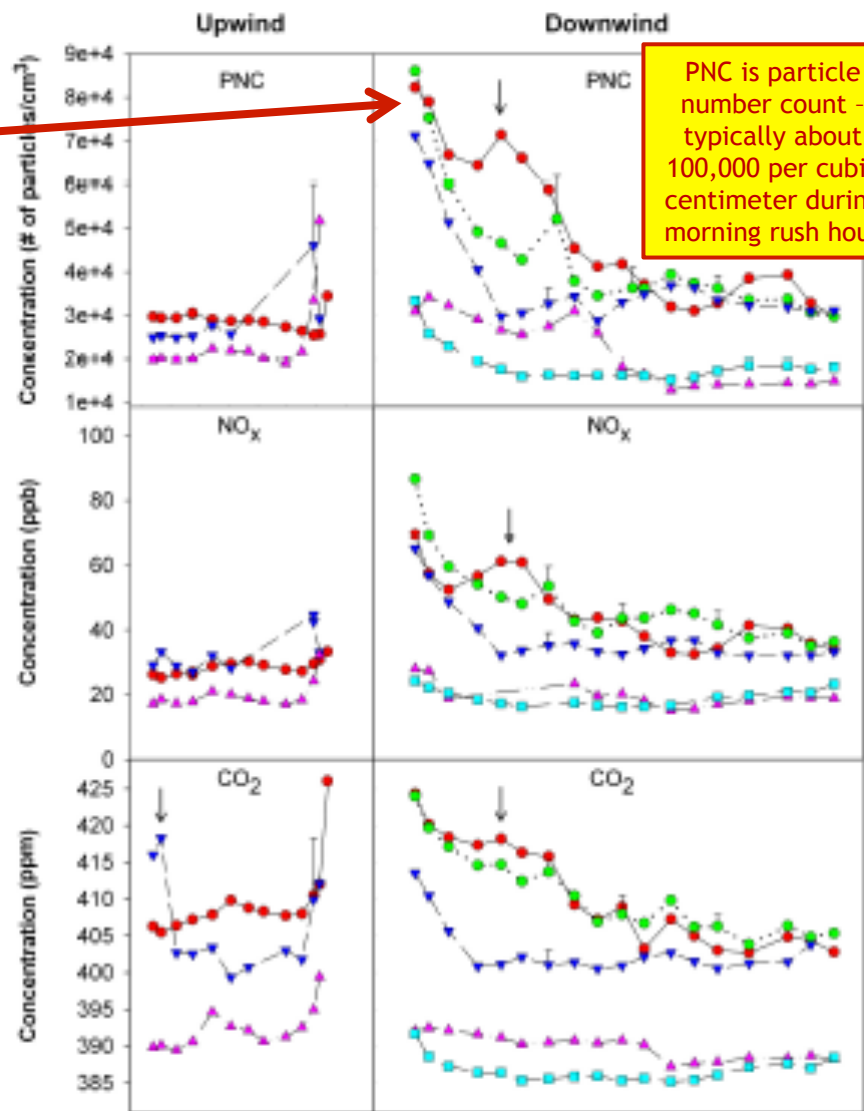 Upwind
Downwind
9e+4
8e+4
7e+4
6e+4
5e+4
4e+4
3e+4
2e+4
1e+4
Concentration (# of particles/cm³)
PNC
PNC
PNC is particle
number count –
typically about
100,000 per cubi
centimeter durin
morning rush hou
100
80
60
40
20
0
Concentration (ppb)
NOₓ
NOₓ
425
420
415
410
405
400
395
390
385
Concentration (ppm)
CO₂
CO₂